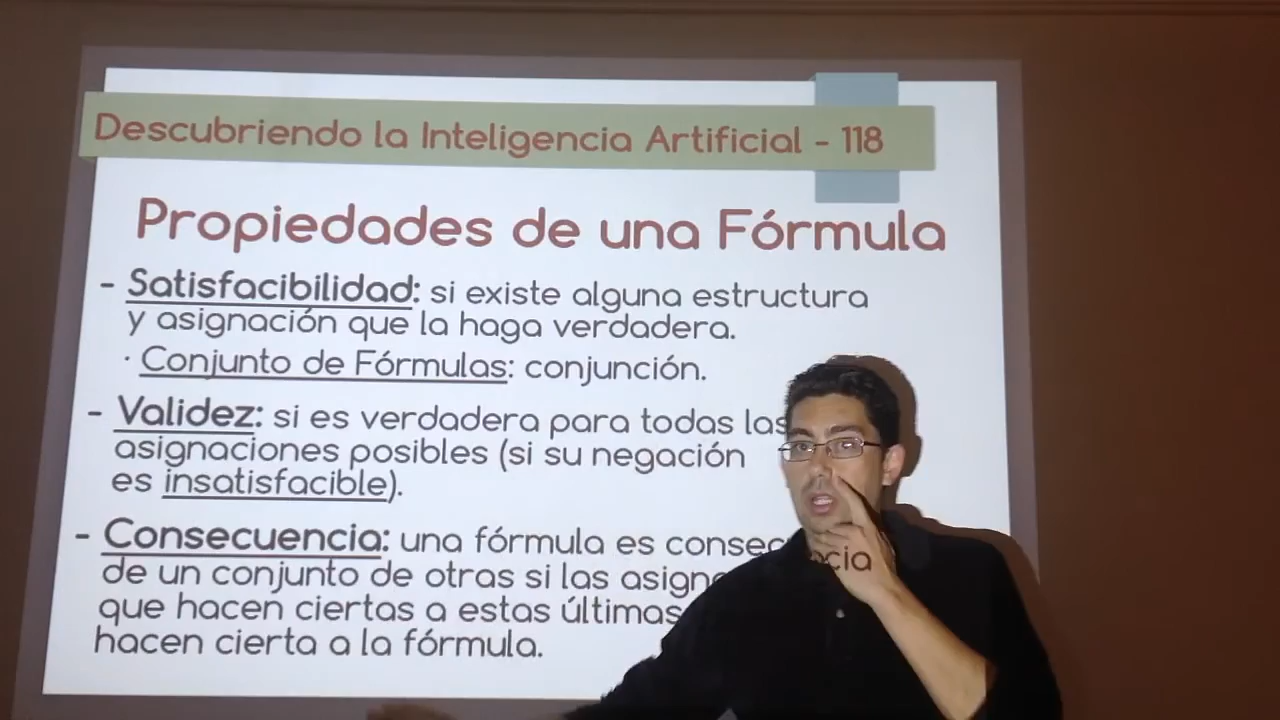 Descubriendo la Inteligencia Artificial - 118
Propiedades de una Fórmula
- Satisfacibilidad: si existe alguna estructura
y asignación que la haga verdadera.
· Conjunto de Fórmulas: conjunción.
- Validez: si es verdadera para todas las
asignaciones posibles (si su negación
es insatisfacible).
- Consecuencia: una fórmula es consecuencia
de un conjunto de otras si las
que hacen ciertas a estas últimas
hacen cierta a la fórmula.